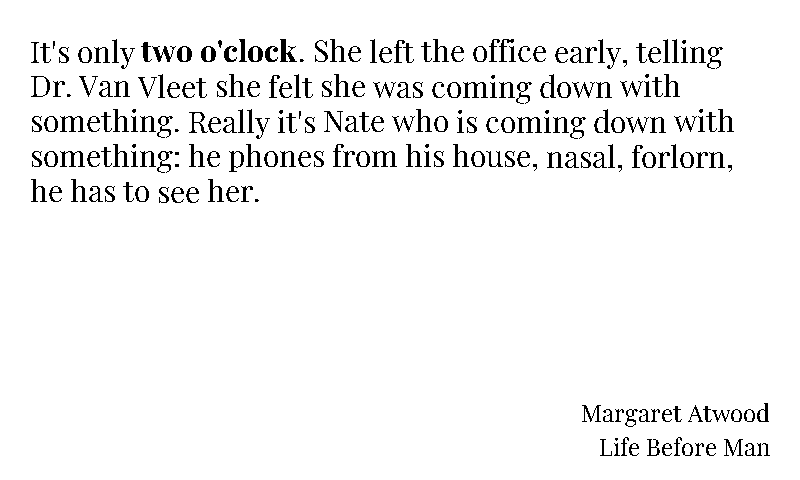 It's only two o'clock. She left the office early, telling
Dr. Van Vleet she felt she was coming down with
something. Really it's Nate who is coming down with
something: he phones from his house, nasal, forlorn,
he has to see her.
Margaret Atwood
Life Before Man